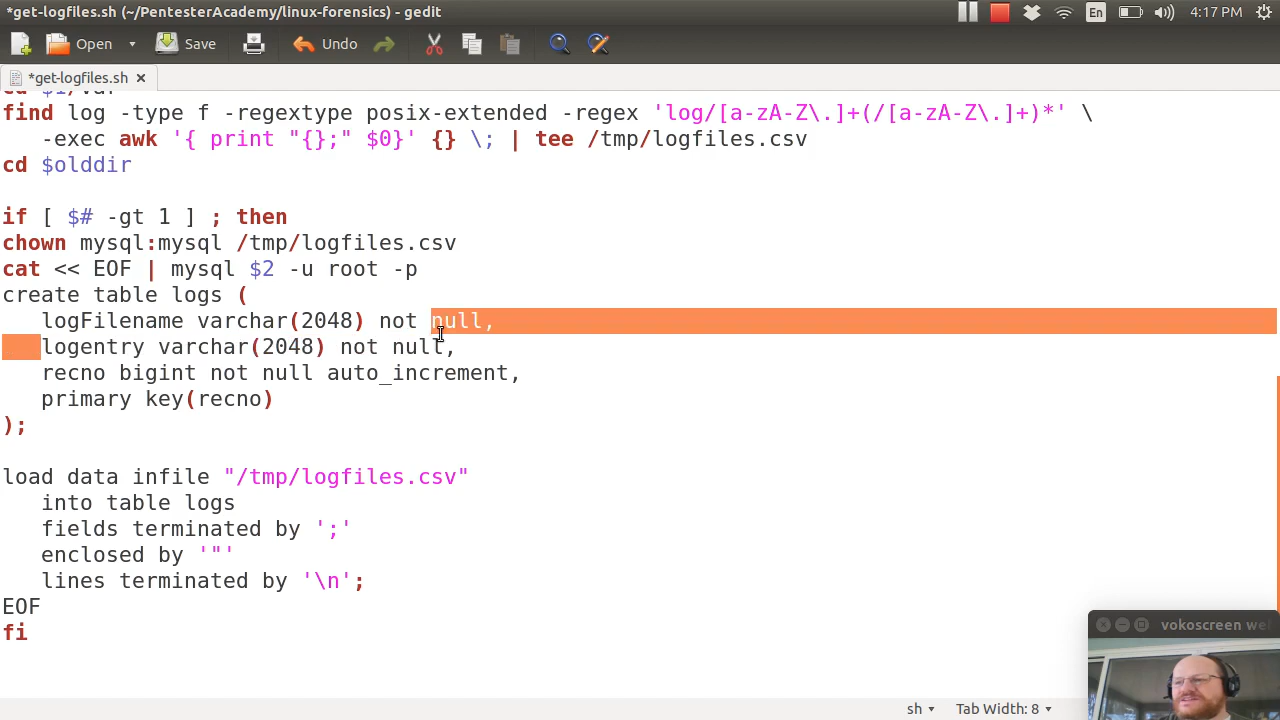 *get-logfiles.sh (~/PentesterAcademy/linux-forensics) - gedit
En
4:17 PM
Open
Save
Undo
*get-logfiles.sh
find log -type f -regextype posix-extended -regex 'log/[a-zA-Z\.]+(/[a-zA-Z\.]+)*' \
-exec awk '{ print "{};" $0}' {} \; | tee /tmp/logfiles.csv
cd $olddir
if [ $# -gt 1 ] ; then
chown mysql:mysql /tmp/logfiles.csv
cat << EOF | mysql $2 -u root -p
create table logs (
logFilename varchar(2048) not null,
logentry varchar(2048) not null,
recno bigint not null auto_increment,
primary key(recno)
);
load data infile "/tmp/logfiles.csv"
into table logs
fields terminated by ';'
enclosed by '"'
lines terminated by '\n';
EOF
fi
vokoscreen we
sh
Tab Width: 8